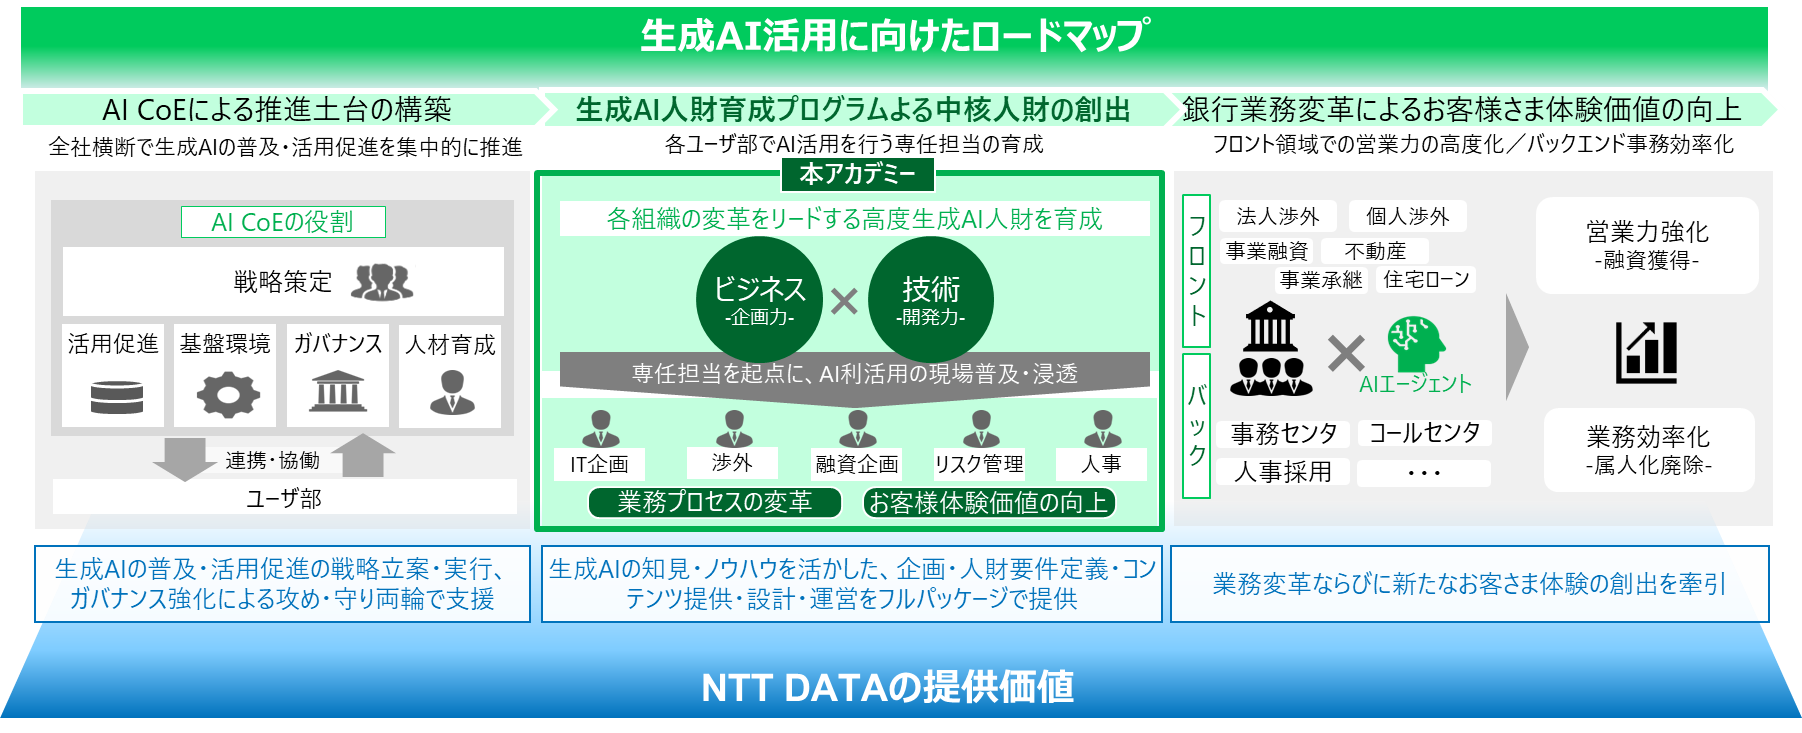 生成AI活用に向けたロードマップ
AI CoEによる推進土台の構築
全社横断で生成AIの普及・活用促進を集中的に推進
AI CoEの役割
戦略策定
活用促進
基盤環境
ガバナンス
人材育成
連携・協働
ユーザ部
生成AIの普及・活用促進の戦略立案・実行、
ガバナンス強化による攻め・守り両輪で支援
生成AI人財育成プログラムよる中核人財の創出
各ユーザ部でAI活用を行う専任担当の育成
本アカデミー
各組織の変革をリードする高度生成AI人財を育成
ビジネス
-企画力-
技術
-開発力-
専任担当を起点に、AI利活用の現場普及・浸透
IT企画
渉外
融資企画
リスク管理
人事
業務プロセスの変革
お客様体験価値の向上
生成AIの知見・ノウハウを活かした、企画・人財要件定義・コン
テンツ提供・設計・運営をフルパッケージで提供
銀行業務変革によるお客様さま体験価値の向上
フロント領域での営業力の高度化／バックエンド事務効率化
フロント
法人渉外
個人渉外
事業融資
不動産
事業承継
住宅ローン
AIエージェント
バック
事務センタ
コールセンタ
人事採用
・・・
営業力強化
-融資獲得-
業務効率化
-属人化廃除-
業務変革ならびに新たなお客さま体験の創出を牽引
NTT DATAの提供価値